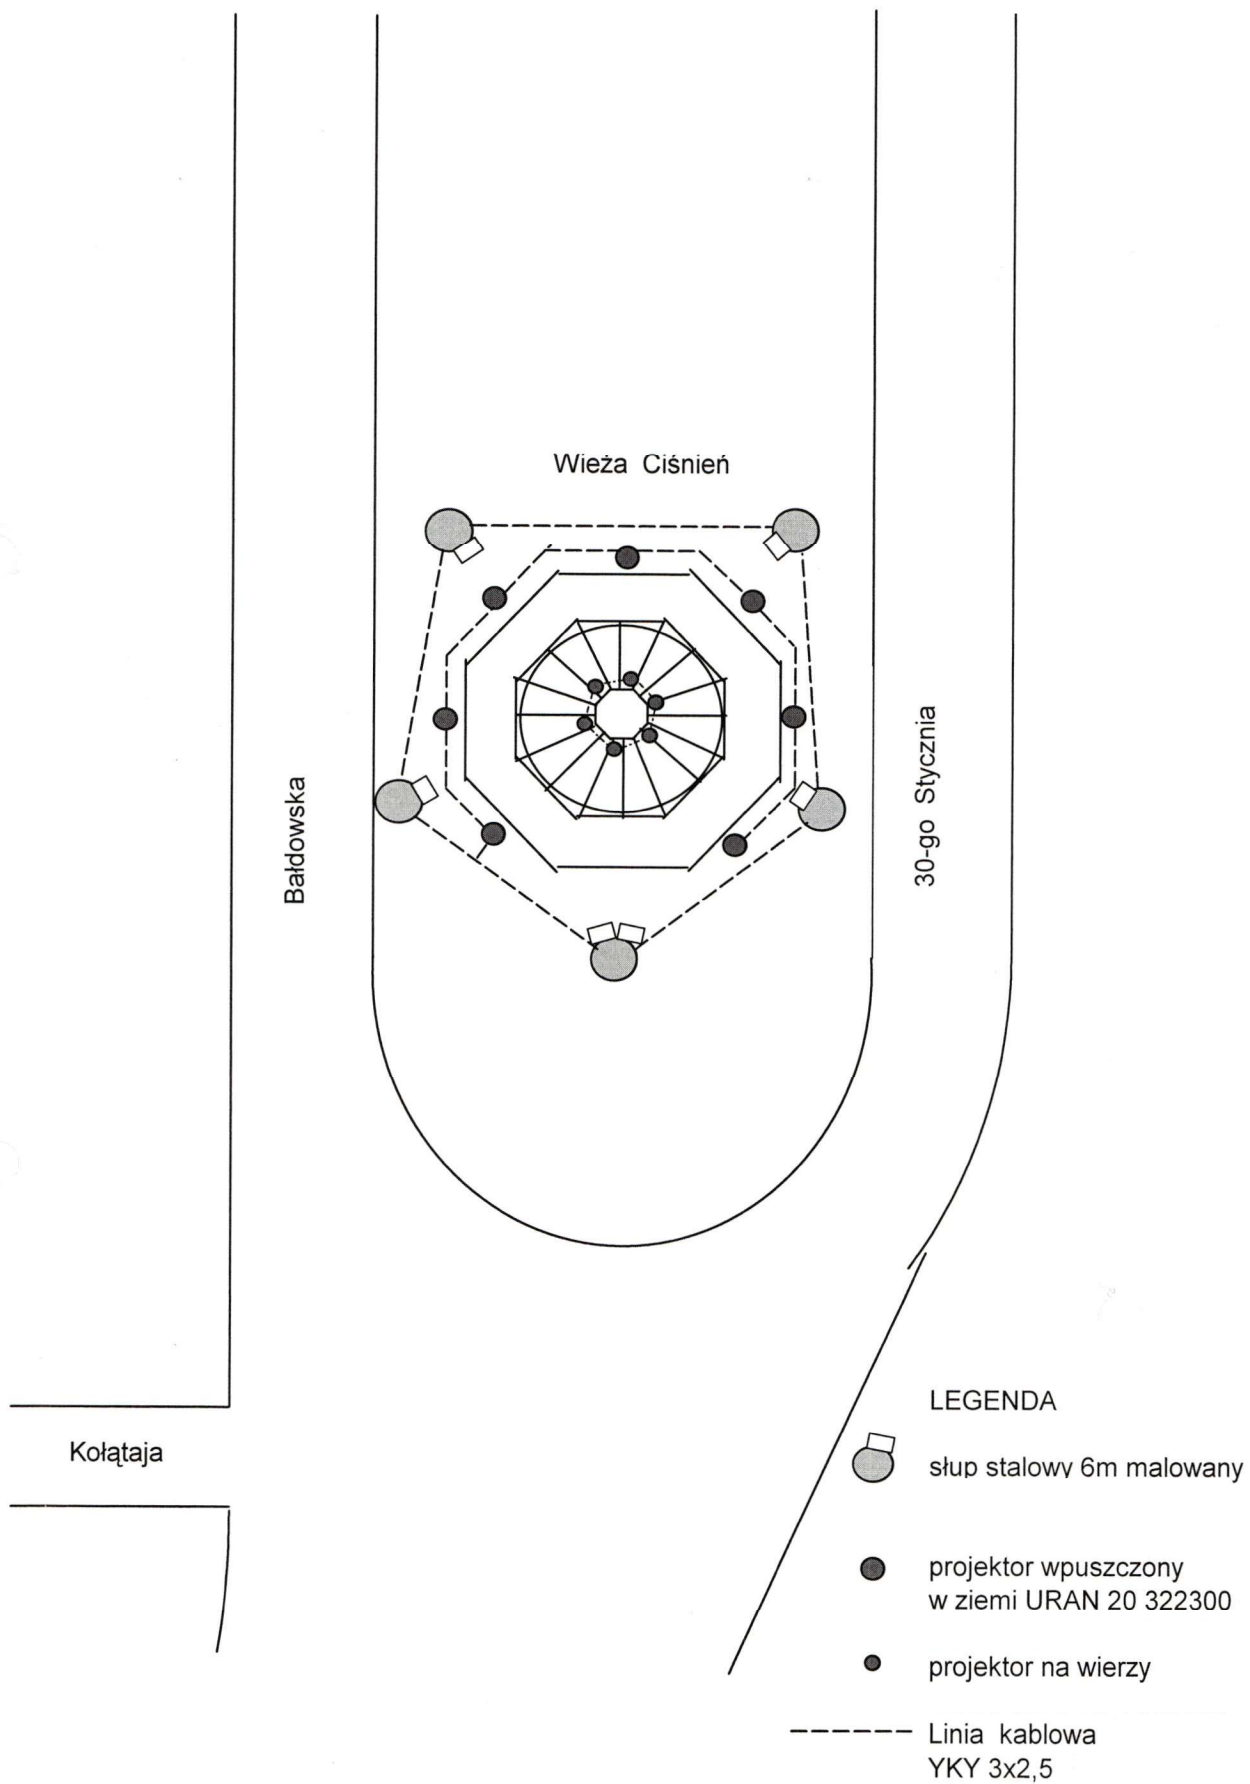 Wieża Ciśnień
Bałdowska
30-go Stycznia
Kołątaja
LEGENDA
słup stalowy 6m malowany
projektor wpuszczony
w ziemi URAN 20 322300
projektor na wierzy
Linia kablowa
YKY 3x2,5